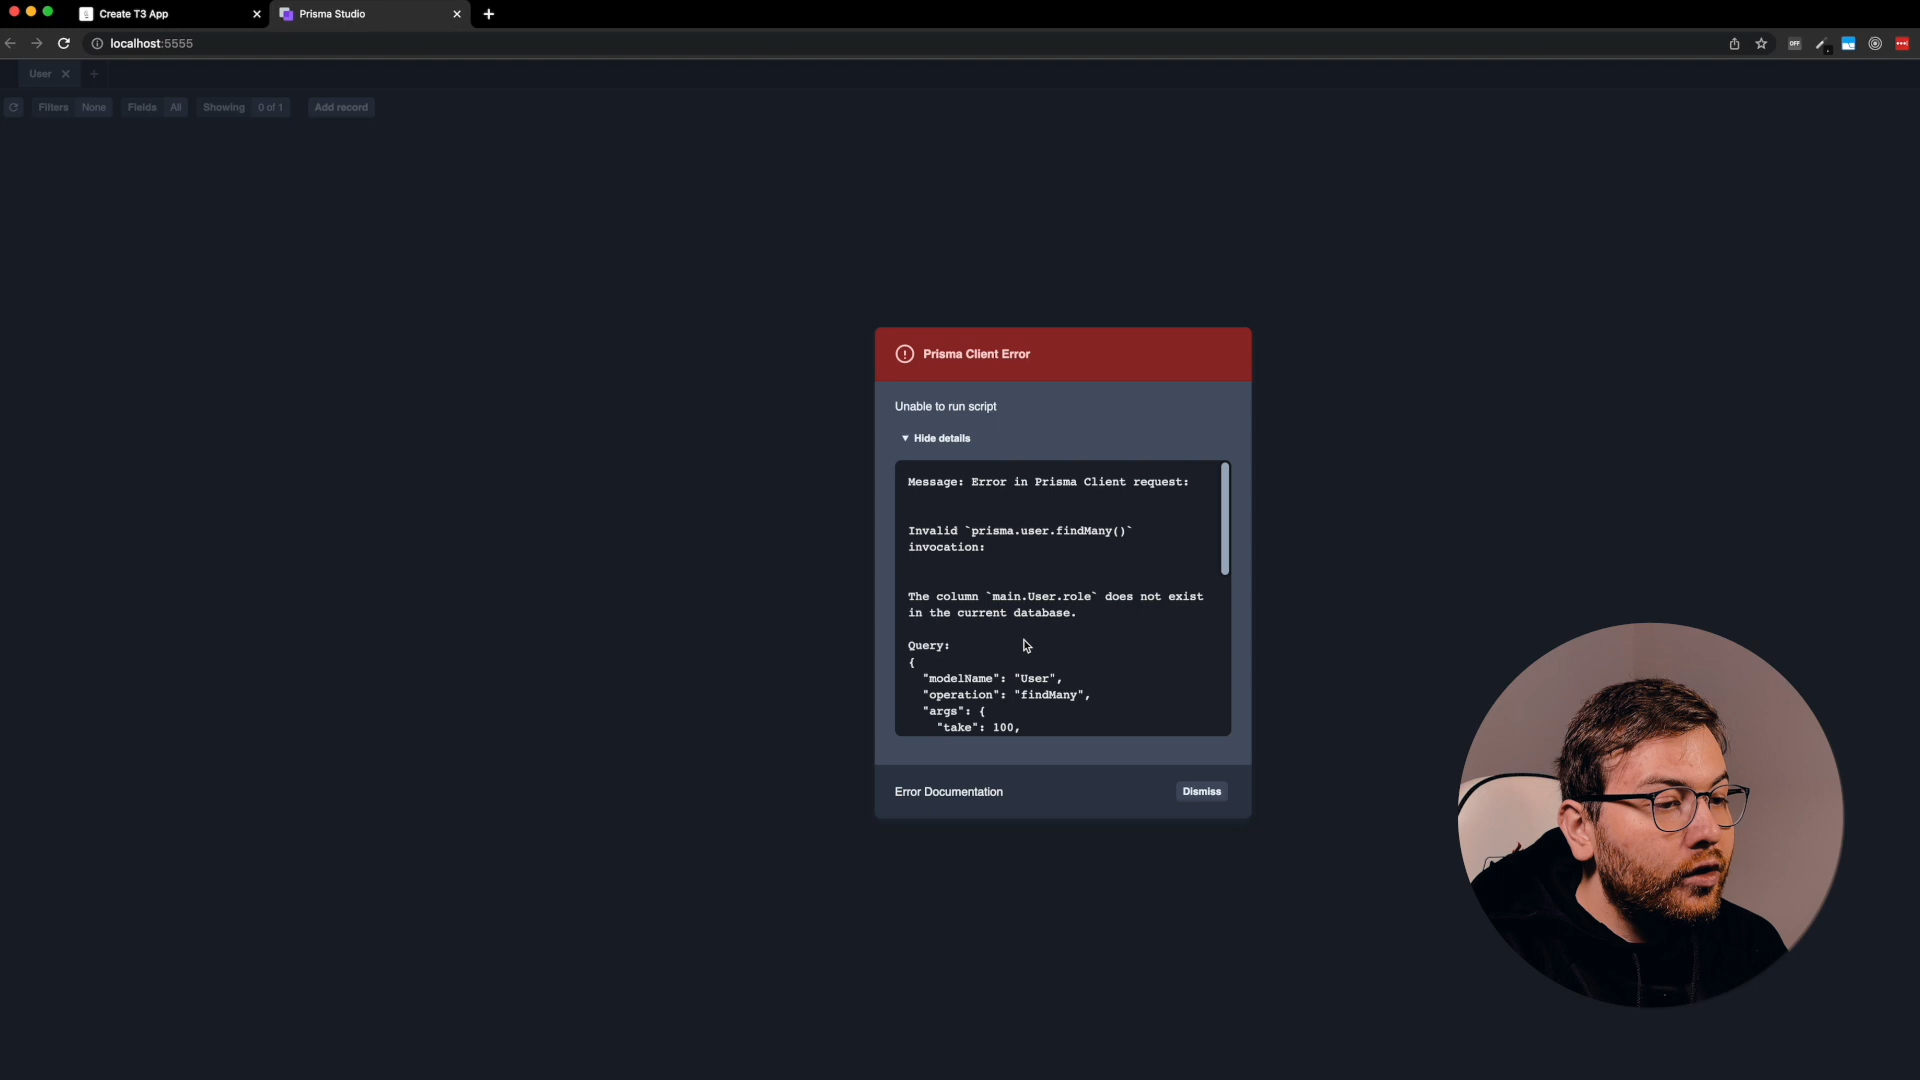 Create T3 App
Prisma Studio
localhost:5555
OFF
User
Filters None Fields All Showing 0 of 1 Add record
Prisma Client Error
Unable to run script
Hide details
Message: Error in Prisma Client request:
Invalid `prisma.user.findMany()`
invocation:
The column `main.User.role` does not exist
in the current database.
Query:
{
"modelName": "User",
"operation": "findMany",
"args": {
"take": 100,
Error Documentation
Dismiss